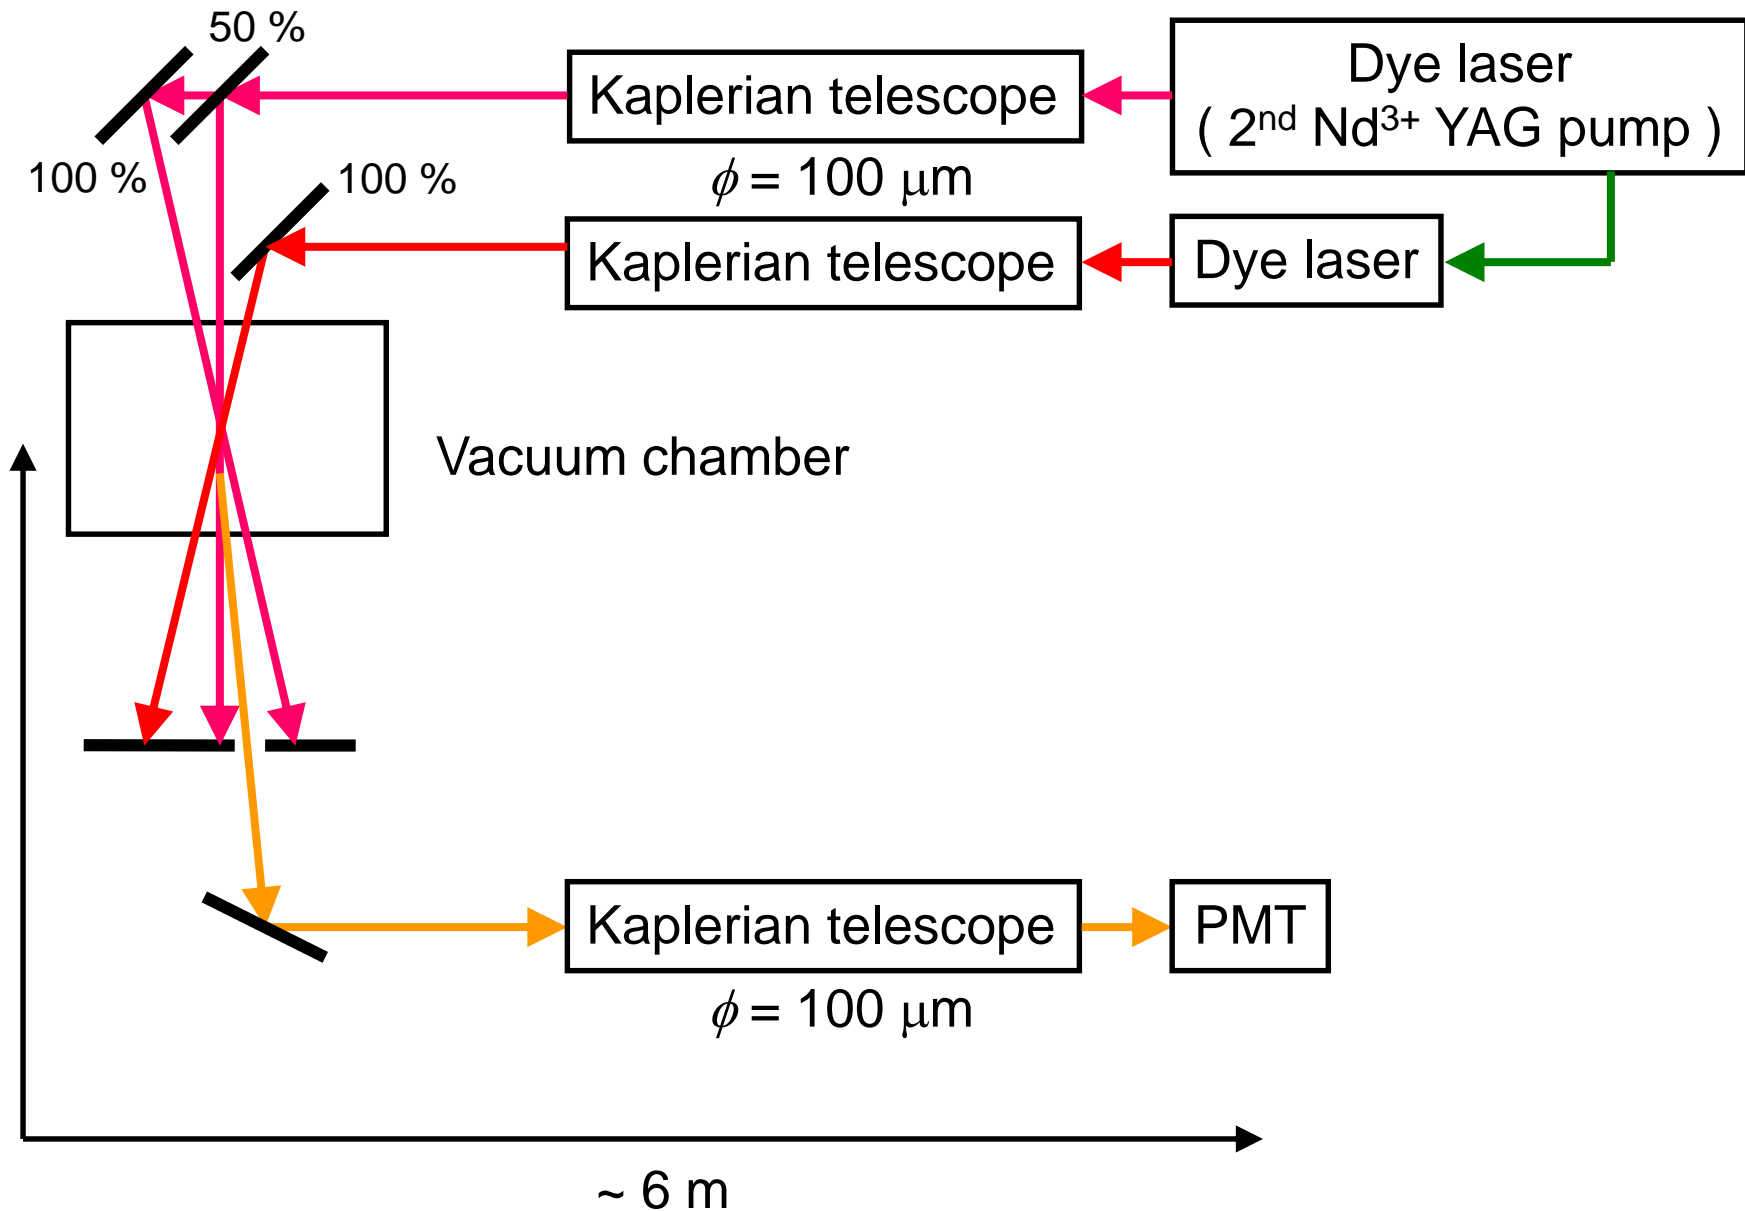 50 %
Kaplerian telescope
Dye laser
( 2nd Nd3+ YAG pump )
100 %
100 %
ϕ = 100 μm
Kaplerian telescope
Dye laser
Vacuum chamber
Kaplerian telescope
PMT
ϕ = 100 μm
~ 6 m